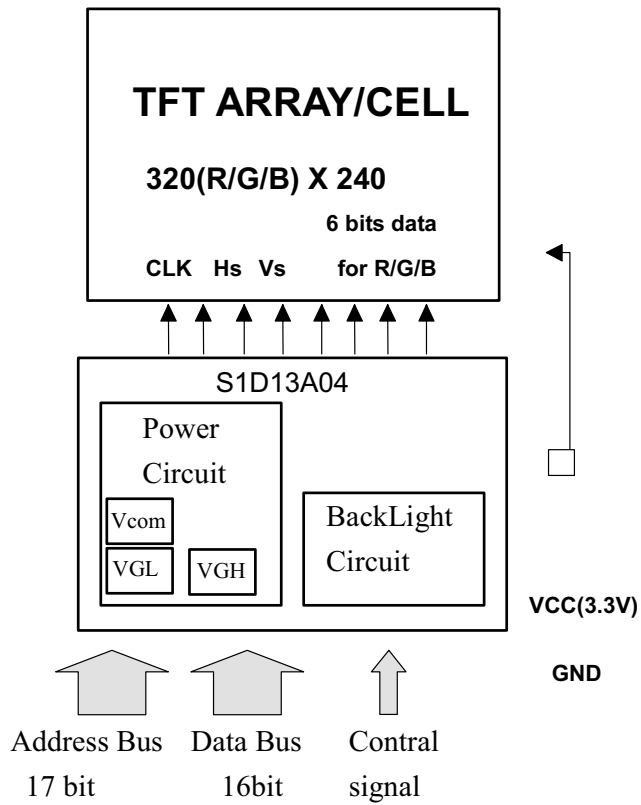 TFT ARRAY/CELL
320(R/G/B) X 240
6 bits data
CLK Hs Vs for R/G/B
S1D13A04
Power
Circuit
Vcom
VGL VGH
BackLight
Circuit
VCC(3.3V)
GND
Address Bus Data Bus Contral
17 bit 16bit signal